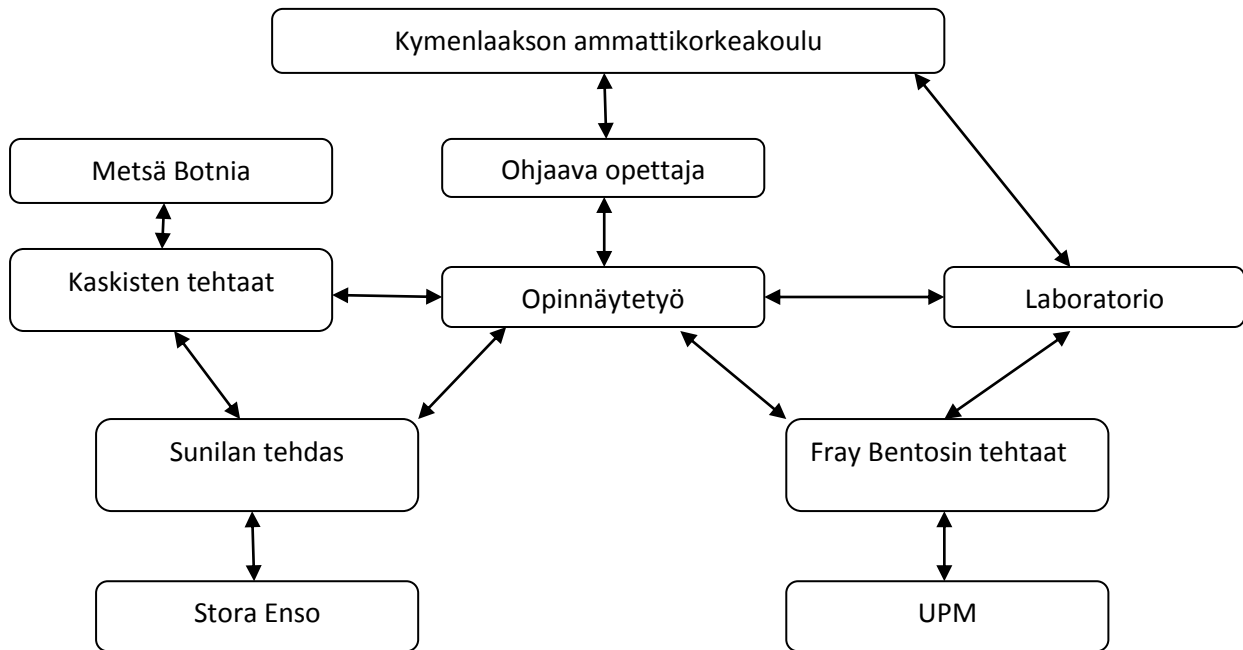 Kymenlaakson ammattikorkeakoulu
Metsä Botnia
Ohjaava opettaja
Kaskisten tehtaat
Opinnäytetyö
Laboratorio
Sunilan tehdas
Fray Bentosin tehtaat
Stora Enso
UPM